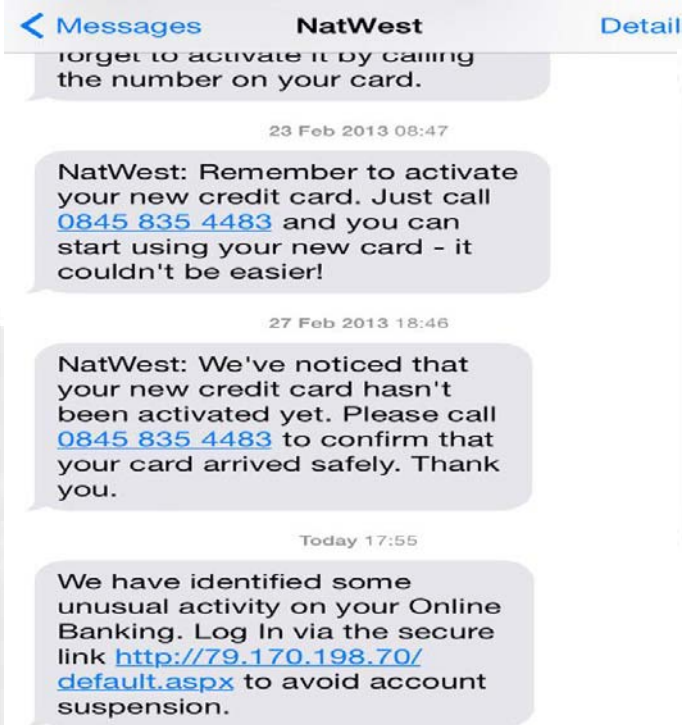 Messages
NatWest
Detail
forget to activate it by calling
the number on your card.
23 Feb 2013 08:47
NatWest: Remember to activate
your new credit card. Just call
0845 835 4483 and you can
start using your new card - it
couldn't be easier!
27 Feb 2013 18:46
NatWest: We've noticed that
your new credit card hasn't
been activated yet. Please call
0845 835 4483 to confirm that
your card arrived safely. Thank
you.
Today 17:55
We have identified some
unusual activity on your Online
Banking. Log In via the secure
link http://79.170.198.70/
default.aspx to avoid account
suspension.